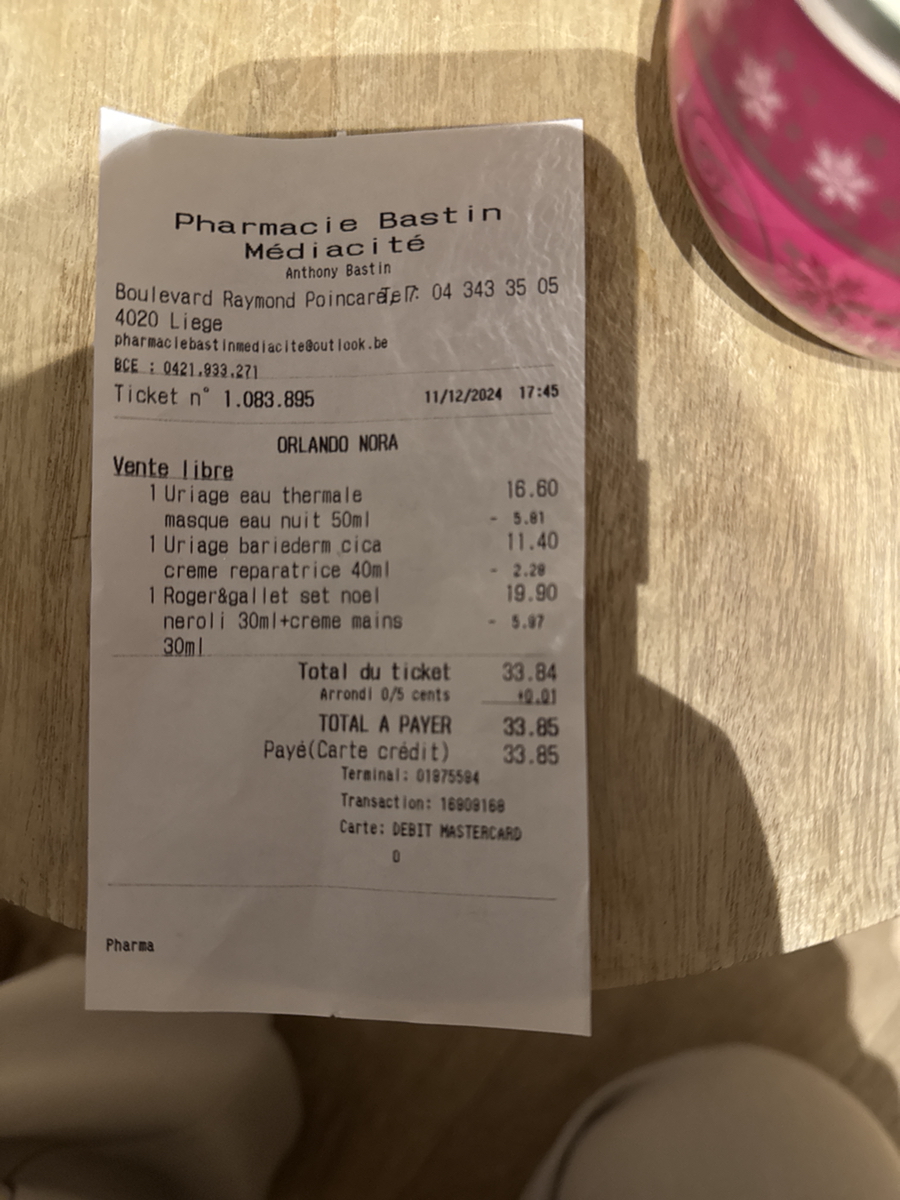 Pharmacie Bastin
Médiacité
Anthony Bastin
Boulevard Raymond Poincaré, 7 Tel: 04 343 35 05
4020 Liege
pharmaciebastinmediacite@outlook.be
BCE : 0421.933.271
Ticket n° 1.083.895 11/12/2024 17:45
ORLANDO NORA
Vente libre
1 Uriage eau thermale 16.60
masque eau nuit 50ml - 5.81
1 Uriage bariederm cica 11.40
creme reparatrice 40ml - 2.28
1 Roger&gallet set noel 19.90
neroli 30ml+creme mains - 5.97
30ml
Total du ticket 33.84
Arrondi 0/5 cents +0.01
TOTAL A PAYER 33.85
Payé(Carte crédit) 33.85
Terminal: 01875584
Transaction: 16809168
Carte: DEBIT MASTERCARD
0
Pharma